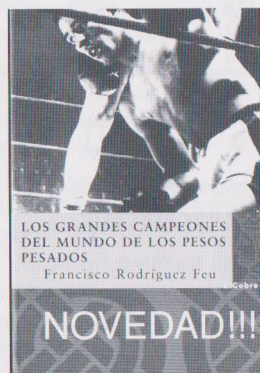 LOS GRANDES CAMPEONES
DEL MUNDO DE LOS PESOS
PESADOS
Francisco Rodríguez Feu
Cobre
NOVEDAD!!!